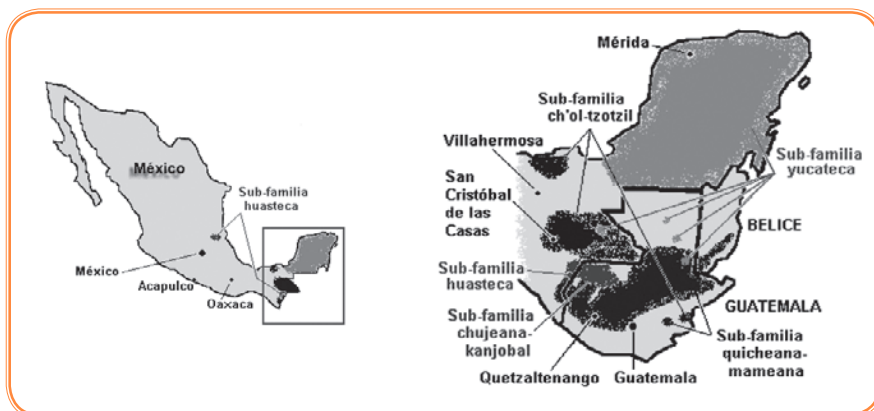 México
Sub-familia
huasteca
México
Acapulco
Oaxaca
Mérida
Sub-familia
ch'ol-tzotzil
Villahermosa
San
Cristóbal
de las
Casas
Sub-familia
yucateca
BELICE
Sub-familia
huasteca
GUATEMALA
Sub-familia
chujeana-
kanjobal
Sub-familia
quicheana-
mameana
Quetzaltenango
Guatemala